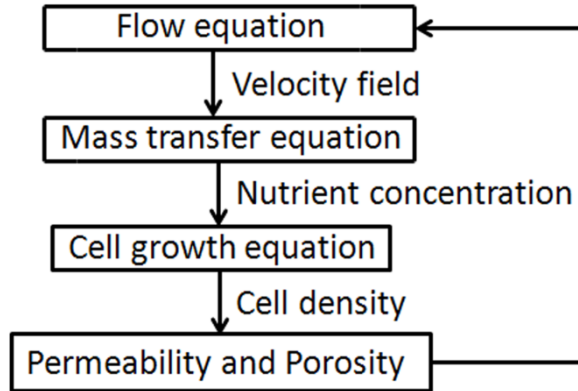 Flow equation
Velocity field
Mass transfer equation
Nutrient concentration
Cell growth equation
Cell density
Permeability and Porosity